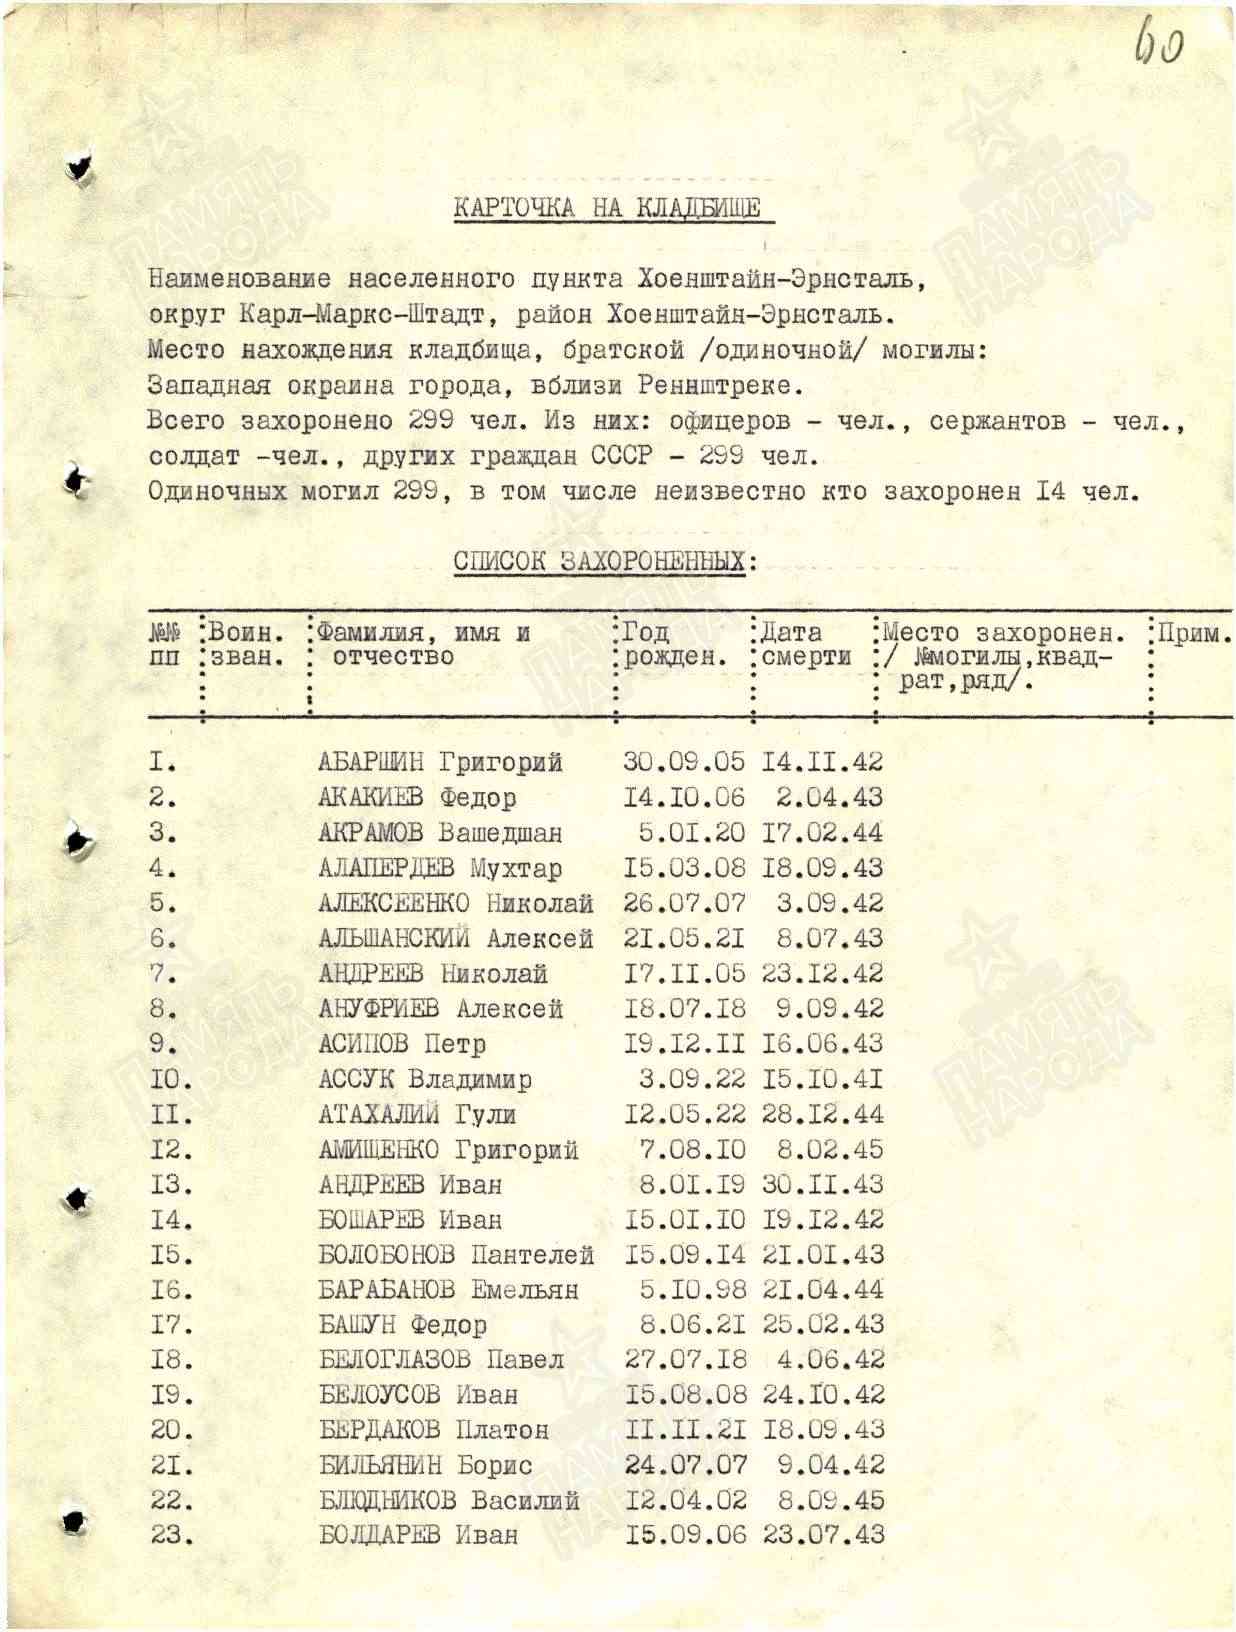 60
КАРТОЧКА НА КЛАДБИЩЕ
Наименование населенного пункта Хоенштайн-Эрнсталь,
округ Карл-Маркс-Штадт, район Хоенштайн-Эрнсталь.
Место нахождения кладбища, братской /одиночной/ могилы:
Западная окраина города, вблизи Реннштреке.
Всего захоронено 299 чел. Из них: офицеров - чел., сержантов - чел.,
солдат -чел., других граждан СССР - 299 чел.
Одиночных могил 299, в том числе неизвестно кто захоронен I4 чел.
СПИСОК ЗАХОРОНЕННЫХ:
№№ пп : Воин. зван. : Фамилия, имя и отчество : Год рожден. : Дата смерти : Место захоронен. / №могилы,квадрат,ряд/. : Прим.
I. АБАРШИН Григорий 30.09.05 I4.II.42
2. АКАКИЕВ Федор I4.I0.06 2.04.43
3. АКРАМОВ Вашедшан 5.0I.20 I7.02.44
4. АЛАПЕРДЕВ Мухтар I5.03.08 I8.09.43
5. АЛЕКСЕЕНКО Николай 26.07.07 3.09.42
6. АЛЬШАНСКИЙ Алексей 2I.05.2I 8.07.43
7. АНДРЕЕВ Николай I7.II.05 23.I2.42
8. АНУФРИЕВ Алексей I8.07.I8 9.09.42
9. АСИПОВ Петр I9.I2.II I6.06.43
I0. АССУК Владимир 3.09.22 I5.I0.4I
II. АТАХАЛИЙ Гули I2.05.22 28.I2.44
I2. АМИЩЕНКО Григорий 7.08.I0 8.02.45
I3. АНДРЕЕВ Иван 8.0I.I9 30.II.43
I4. БОШАРЕВ Иван I5.0I.I0 I9.I2.42
I5. БОЛОБОНОВ Пантелей I5.09.I4 2I.0I.43
I6. БАРАБАНОВ Емельян 5.I0.98 2I.04.44
I7. БАШУН Федор 8.06.2I 25.02.43
I8. БЕЛОГЛАЗОВ Павел 27.07.I8 4.06.42
I9. БЕЛОУСОВ Иван I5.08.08 24.I0.42
20. БЕРДАКОВ Платон II.II.2I I8.09.43
2I. БИЛЬЯНИН Борис 24.07.07 9.04.42
22. БЛЮДНИКОВ Василий I2.04.02 8.09.45
23. БОЛДАРЕВ Иван I5.09.06 23.07.43
ПАМЯТЬ НАРОДА